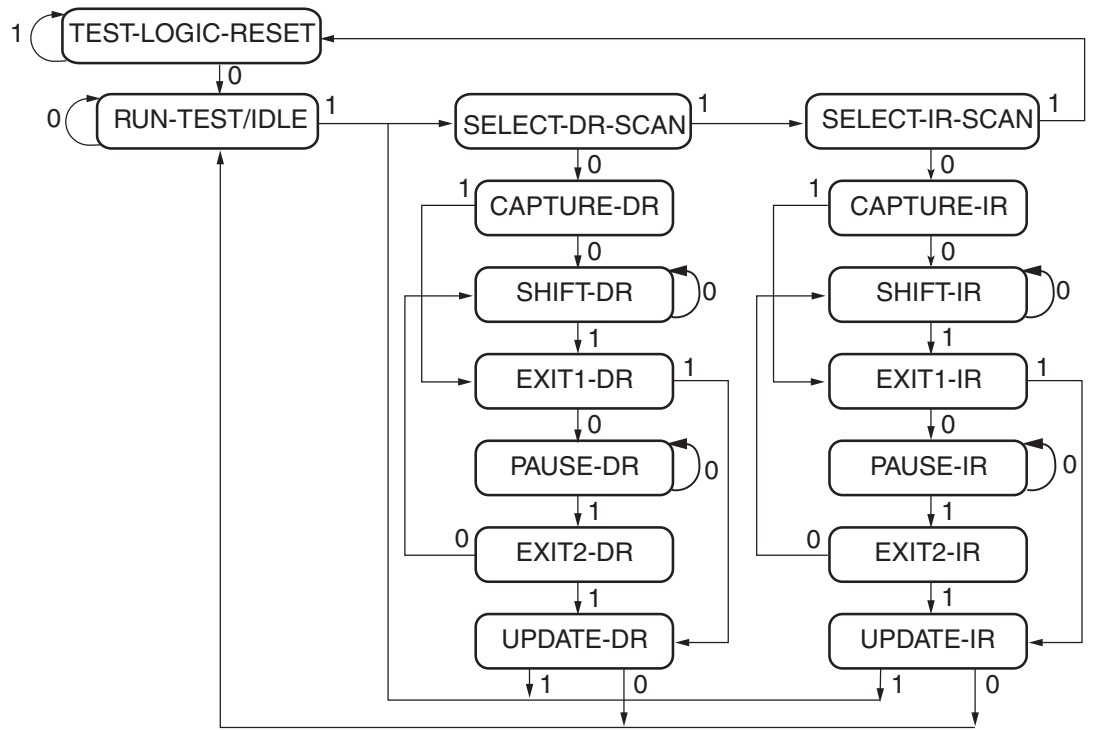 1 TEST-LOGIC-RESET
0
0 RUN-TEST/IDLE 1 SELECT-DR-SCAN 1 SELECT-IR-SCAN 1
0 0
1 CAPTURE-DR 1 CAPTURE-IR
0 0
SHIFT-DR 0 SHIFT-IR 0
1 1
EXIT1-DR 1 EXIT1-IR 1
0 0
PAUSE-DR 0 PAUSE-IR 0
1 1
0 EXIT2-DR 0 EXIT2-IR
1 1
UPDATE-DR UPDATE-IR
1 0 1 0